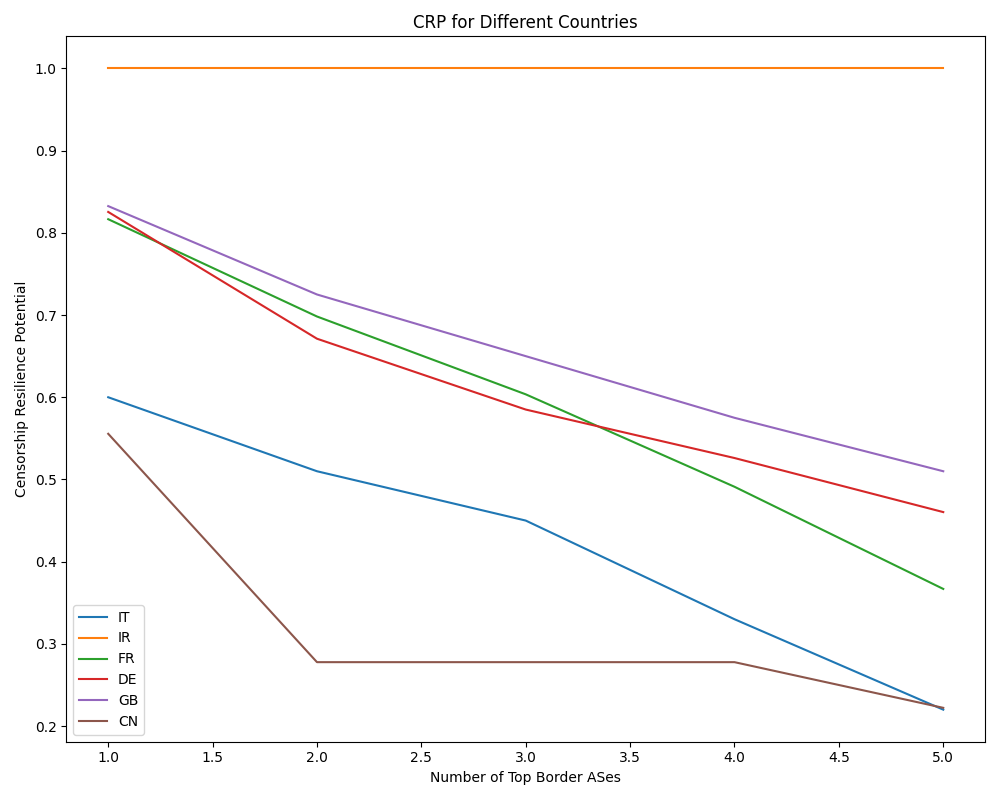 CRP for Different Countries
Censorship Resilience Potential
1.0
0.9
0.8
0.7
0.6
0.5
0.4
0.3
0.2
IT
IR
FR
DE
GB
CN
1.0 1.5 2.0 2.5 3.0 3.5 4.0 4.5 5.0
Number of Top Border ASes